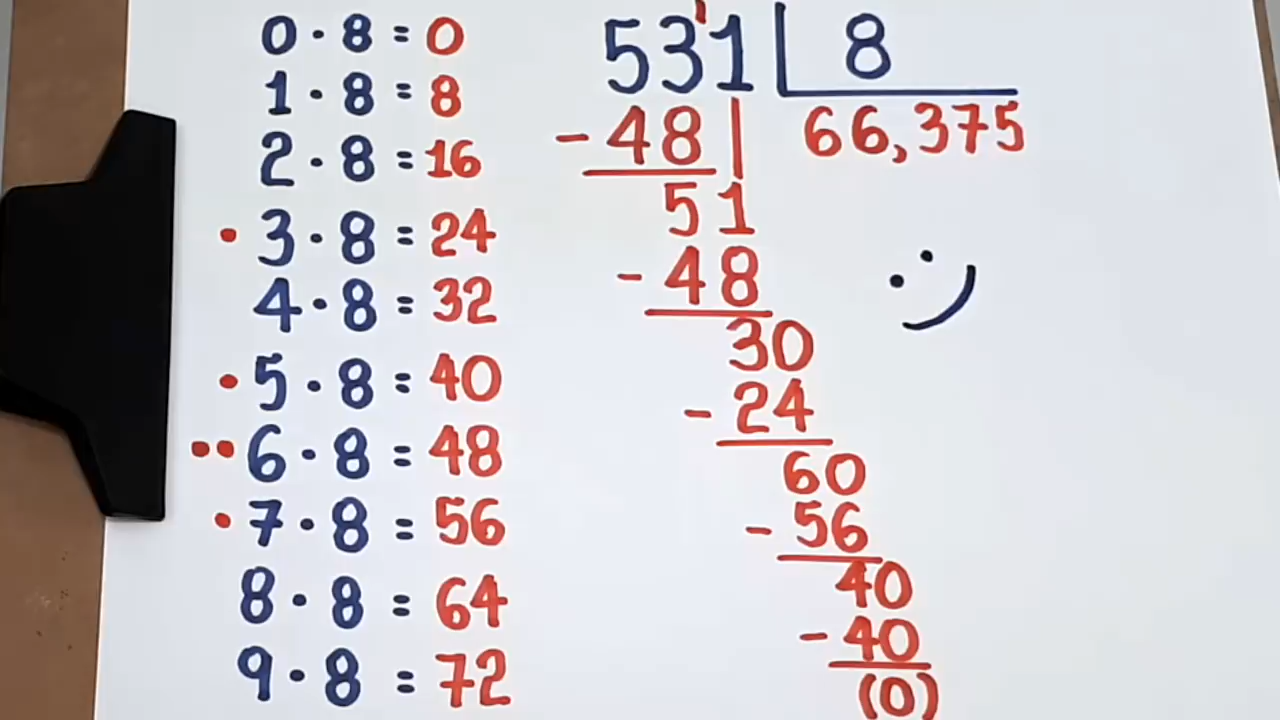 0 · 8 = 0
1 · 8 = 8
2 · 8 = 16
· 3 · 8 = 24
4 · 8 = 32
· 5 · 8 = 40
·· 6 · 8 = 48
· 7 · 8 = 56
8 · 8 = 64
9 · 8 = 72
531 | 8
66,375
- 48
51
- 48
30
- 24
60
- 56
40
- 40
(0)